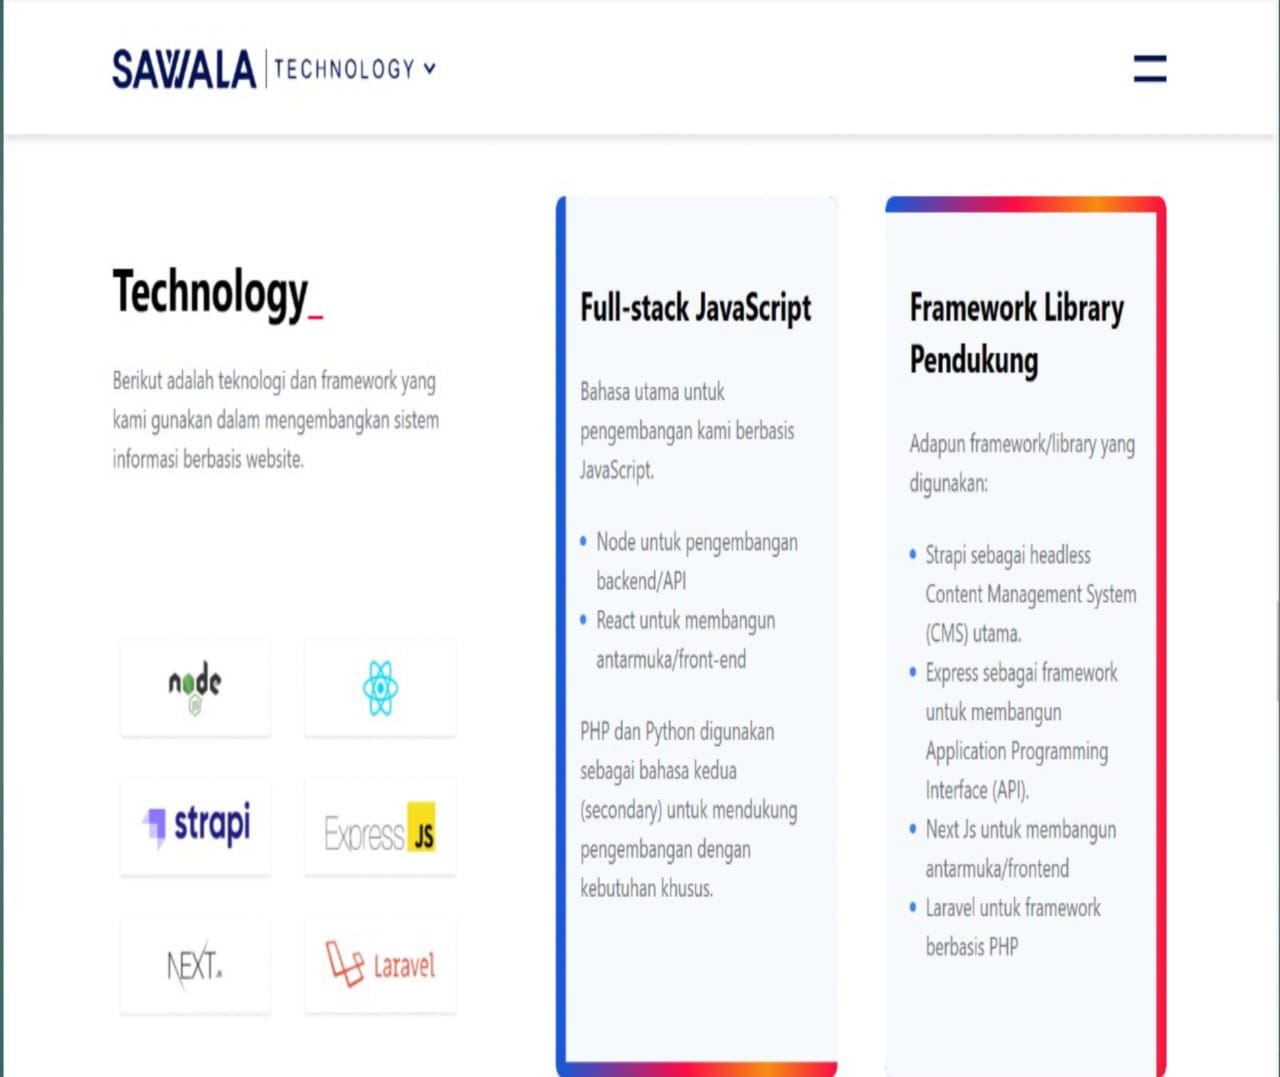 SAWALA | TECHNOLOGY
Technology_
Berikut adalah teknologi dan framework yang
kami gunakan dalam mengembangkan sistem
informasi berbasis website.
node
JS
strapi
Express JS
NEXT.JS
Laravel
Full-stack JavaScript
Bahasa utama untuk
pengembangan kami berbasis
JavaScript.
• Node untuk pengembangan
backend/API
• React untuk membangun
antarmuka/front-end
PHP dan Python digunakan
sebagai bahasa kedua
(secondary) untuk mendukung
pengembangan dengan
kebutuhan khusus.
Framework Library
Pendukung
Adapun framework/library yang
digunakan:
• Strapi sebagai headless
Content Management System
(CMS) utama.
• Express sebagai framework
untuk membangun
Application Programming
Interface (API).
• Next Js untuk membangun
antarmuka/frontend
• Laravel untuk framework
berbasis PHP